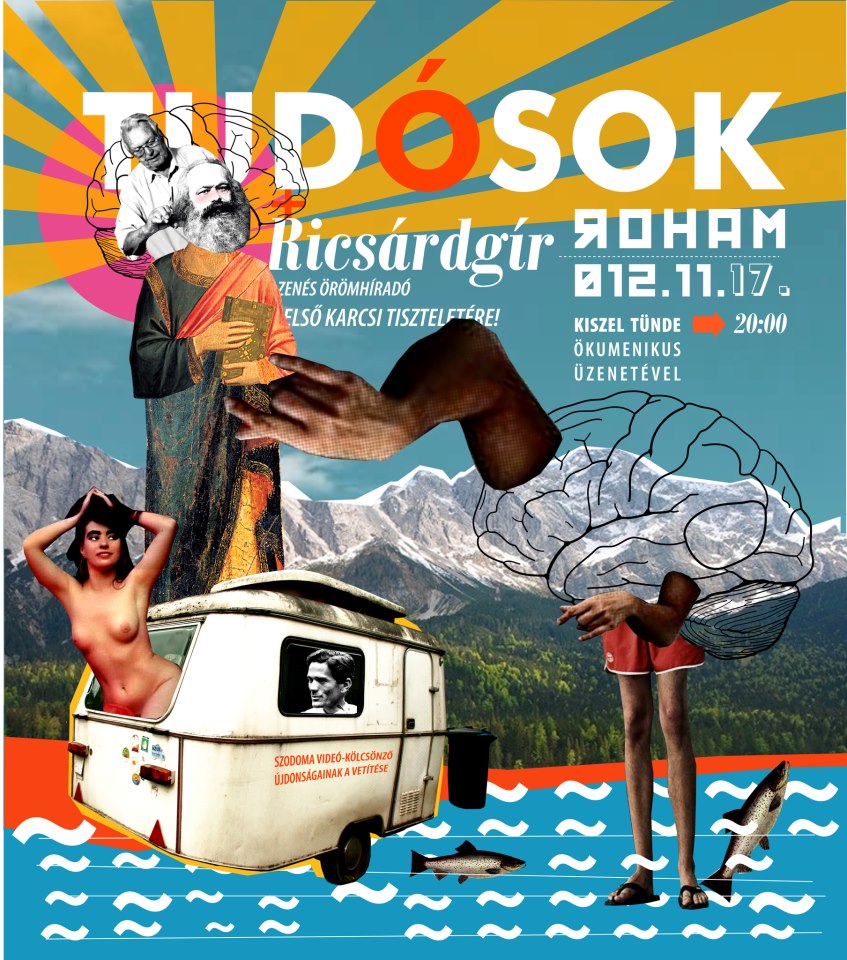 TUDÓSOK
+
Ricsárdgír
ZENÉS ÖRÖMHÍRADÓ
ELSŐ KARCSI TISZTELETÉRE!
ROHAM
012.11.17.
KISZEL TÜNDE → 20:00
ÖKUMENIKUS
ÜZENETÉVEL
SZODOMA VIDEÓ-KÖLCSÖNZŐ
ÚJDONSÁGAINAK A VETÍTÉSE